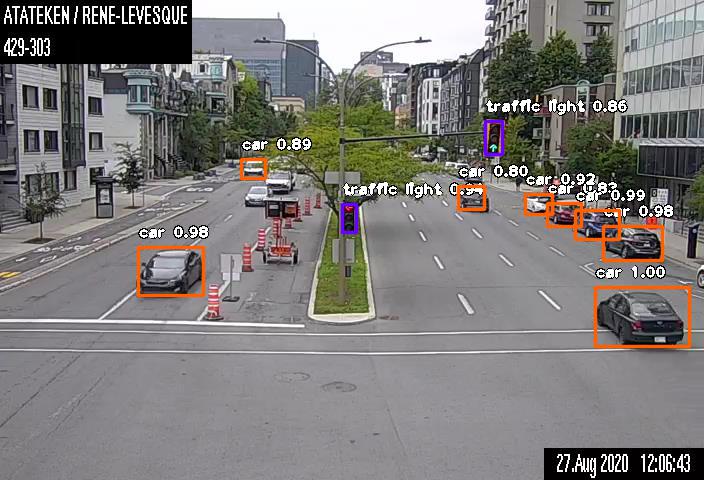 ATATEKEN / RENE-LEVESQUE
429-303
traffic light 0.86
car 0.89
car 0.80
car 0.92
car 0.83
traffic light 0.94
car 0.99
car 0.98
car 0.98
car 1.00
27.Aug 2020 12:06:43